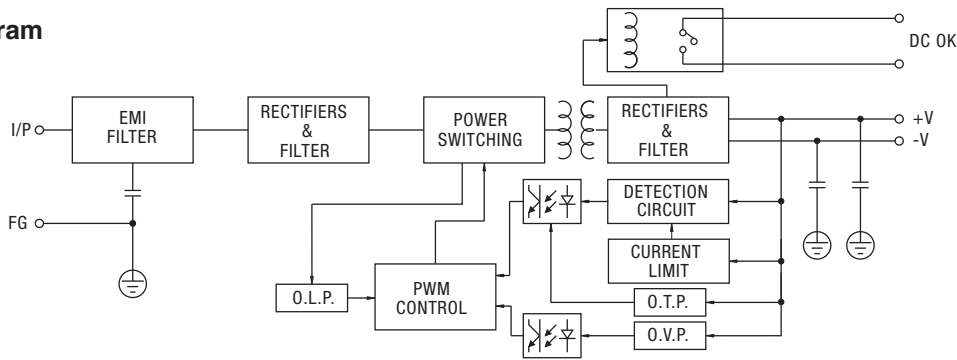 ram
DC OK
I/P
EMI
FILTER
RECTIFIERS
&
FILTER
POWER
SWITCHING
RECTIFIERS
&
FILTER
+V
-V
FG
DETECTION
CIRCUIT
CURRENT
LIMIT
O.L.P.
PWM
CONTROL
O.T.P.
O.V.P.